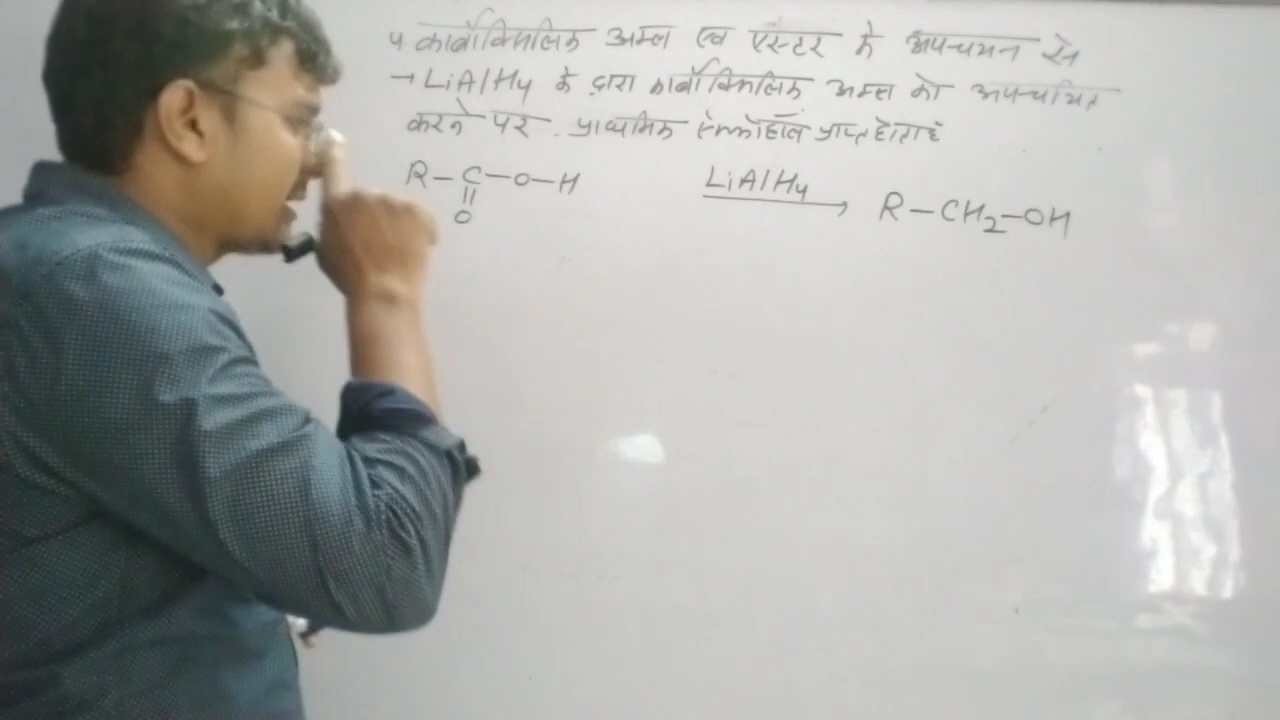 4. कार्बोक्सिलिक अम्ल एवं एस्टर के अपचयन से
→ LiAlH4 के द्वारा कार्बोक्सिलिक अम्ल को अपचयित
करने पर प्राथमिक ऐल्कोहॉल प्राप्त होता है
R-C-O-H LiAlH4 → R-CH2-OH
||
O